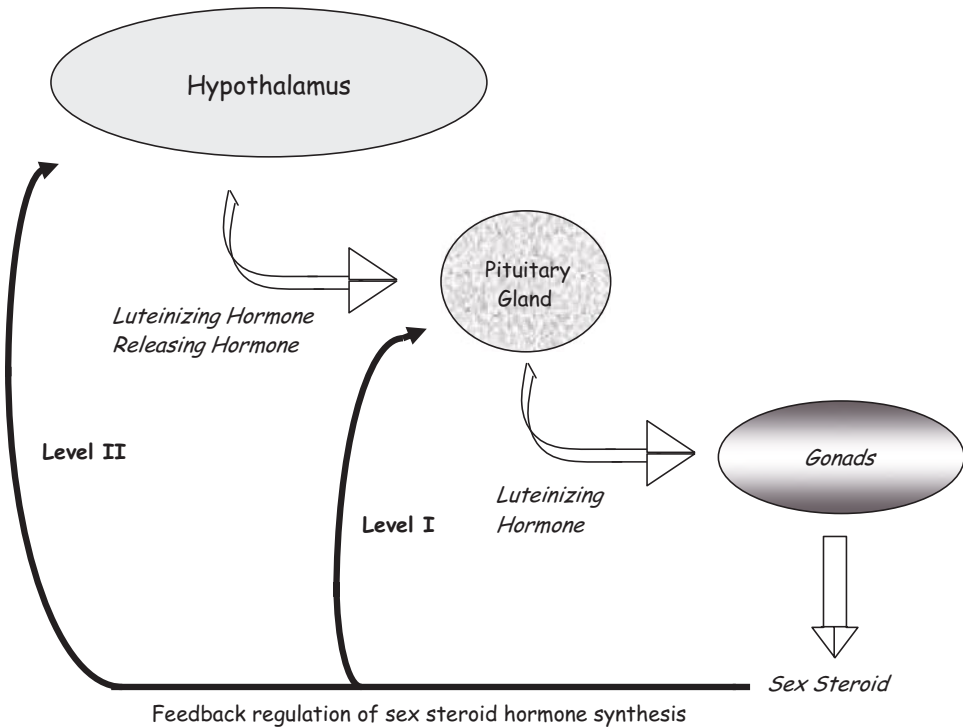 Hypothalamus
Pituitary
Gland
Luteinizing Hormone
Releasing Hormone
Level II
Gonads
Luteinizing
Hormone
Level I
Sex Steroid
Feedback regulation of sex steroid hormone synthesis